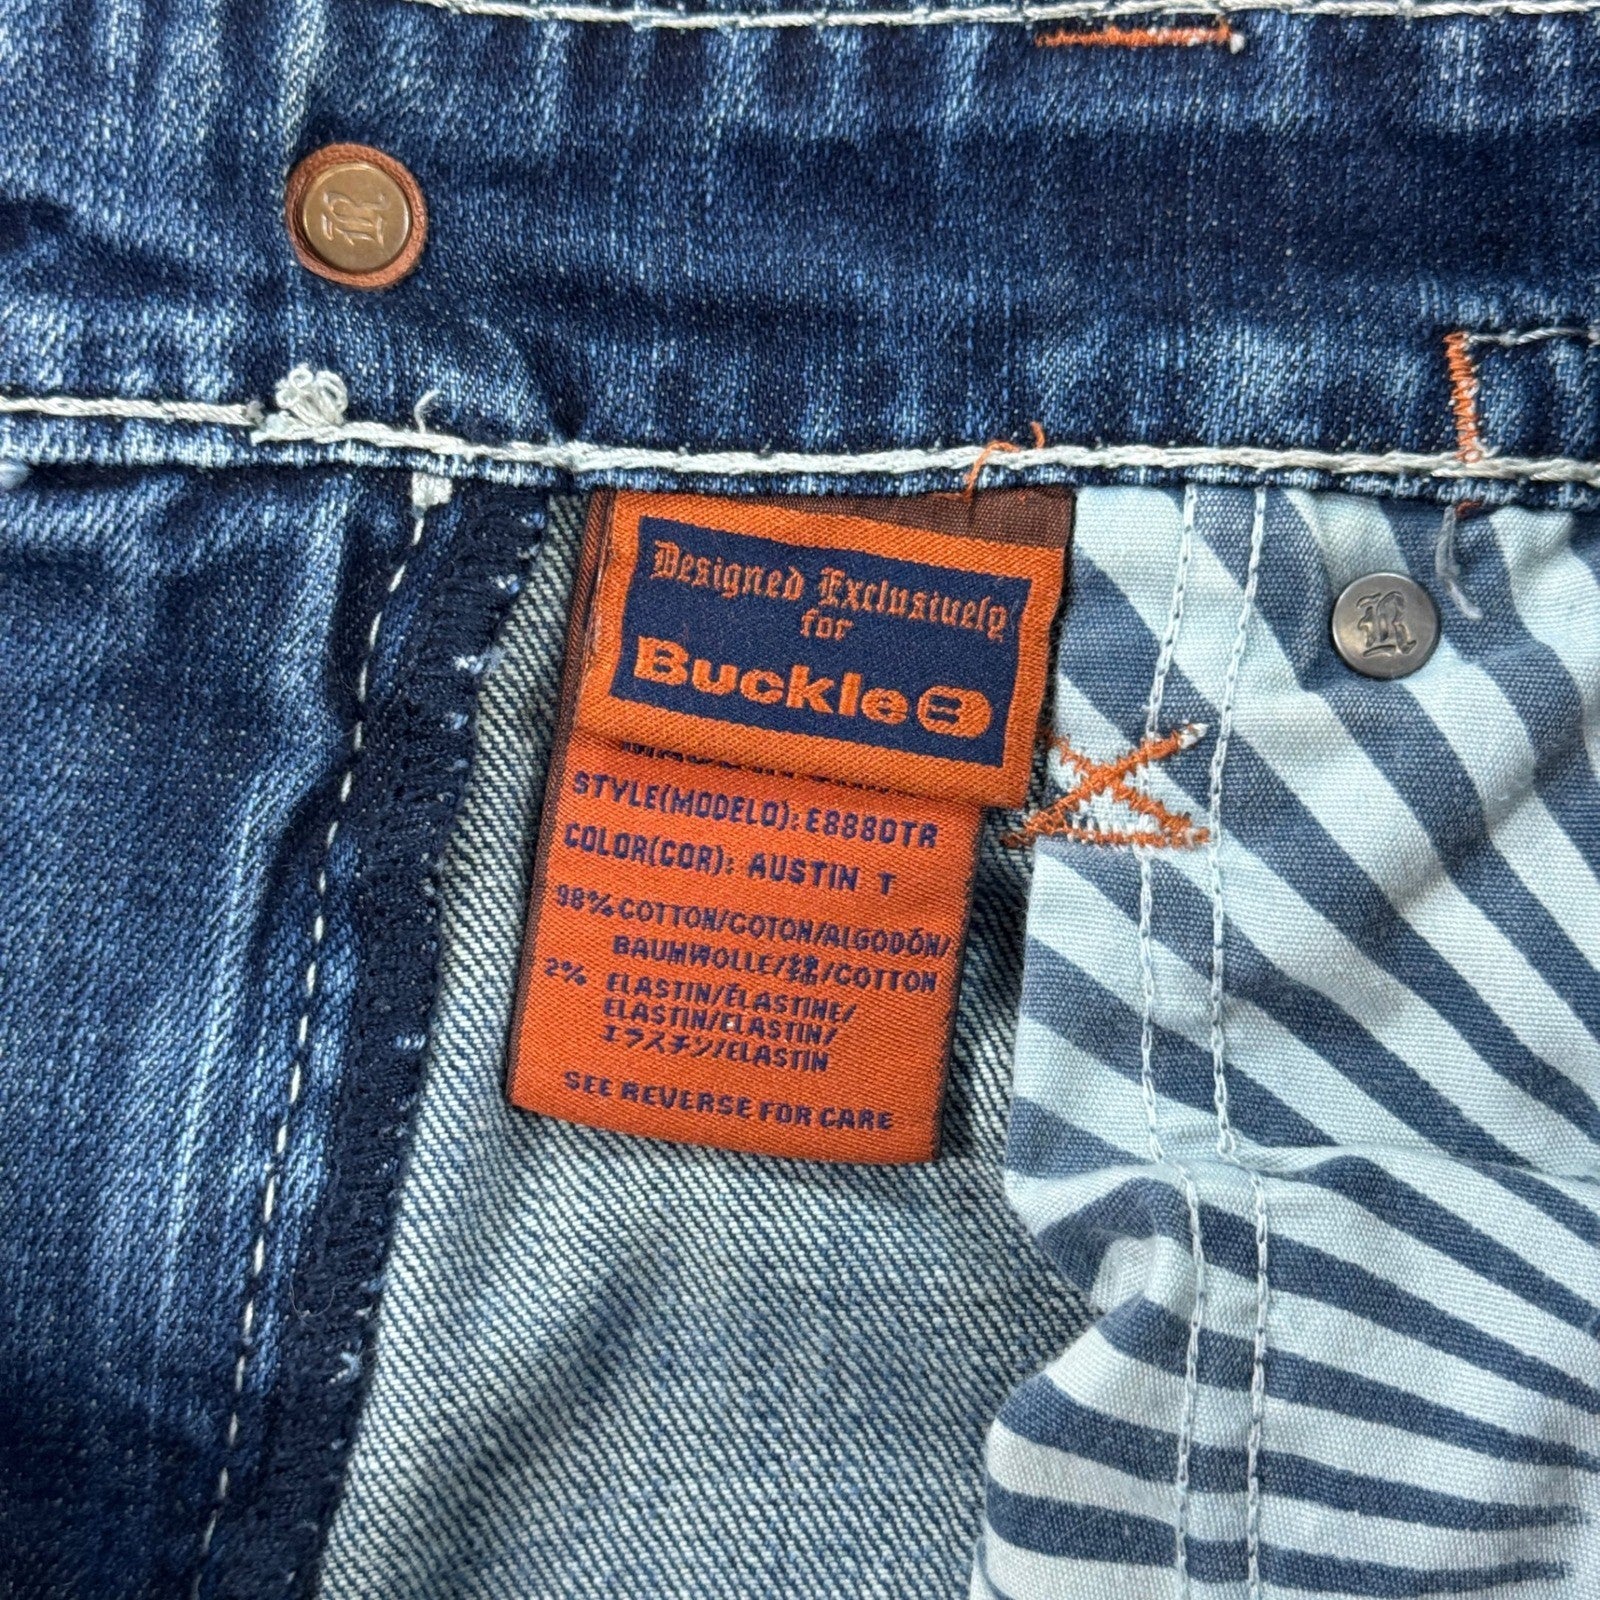 R
Designed Exclusively
for
Buckle B
STYLE(MODELO): E888DTR
COLOR(COR): AUSTIN T
98% COTTON/COTON/ALGODÓN/
BAUMWOLLE/綿/COTTON
2% ELASTIN/ÉLASTINE/
ELASTIN/ELASTIN/
エラスチン/ELASTIN
SEE REVERSE FOR CARE
R